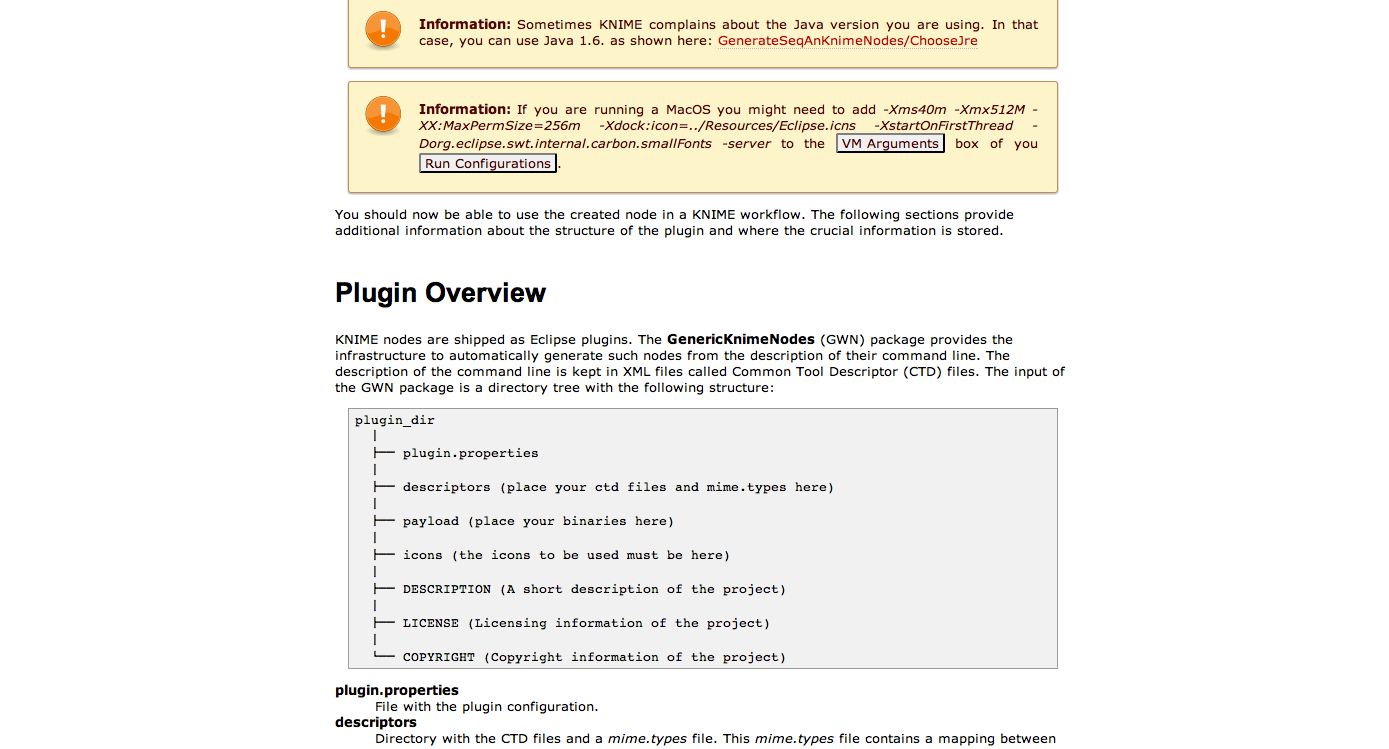 Information: Sometimes KNIME complains about the Java version you are using. In that
case, you can use Java 1.6. as shown here: GenerateSeqAnKnimeNodes/ChooseJre
Information: If you are running a MacOS you might need to add -Xms40m -Xmx512M -
XX:MaxPermSize=256m -Xdock:icon=../Resources/Eclipse.icns -XstartOnFirstThread -
Dorg.eclipse.swt.internal.carbon.smallFonts -server to the VM Arguments box of you
Run Configurations.
You should now be able to use the created node in a KNIME workflow. The following sections provide
additional information about the structure of the plugin and where the crucial information is stored.
Plugin Overview
KNIME nodes are shipped as Eclipse plugins. The GenericKnimeNodes (GWN) package provides the
infrastructure to automatically generate such nodes from the description of their command line. The
description of the command line is kept in XML files called Common Tool Descriptor (CTD) files. The input of
the GWN package is a directory tree with the following structure:
plugin_dir
│
├── plugin.properties
│
├── descriptors (place your ctd files and mime.types here)
│
├── payload (place your binaries here)
│
├── icons (the icons to be used must be here)
│
├── DESCRIPTION (A short description of the project)
│
├── LICENSE (Licensing information of the project)
│
└── COPYRIGHT (Copyright information of the project)
plugin.properties
File with the plugin configuration.
descriptors
Directory with the CTD files and a mime.types file. This mime.types file contains a mapping between